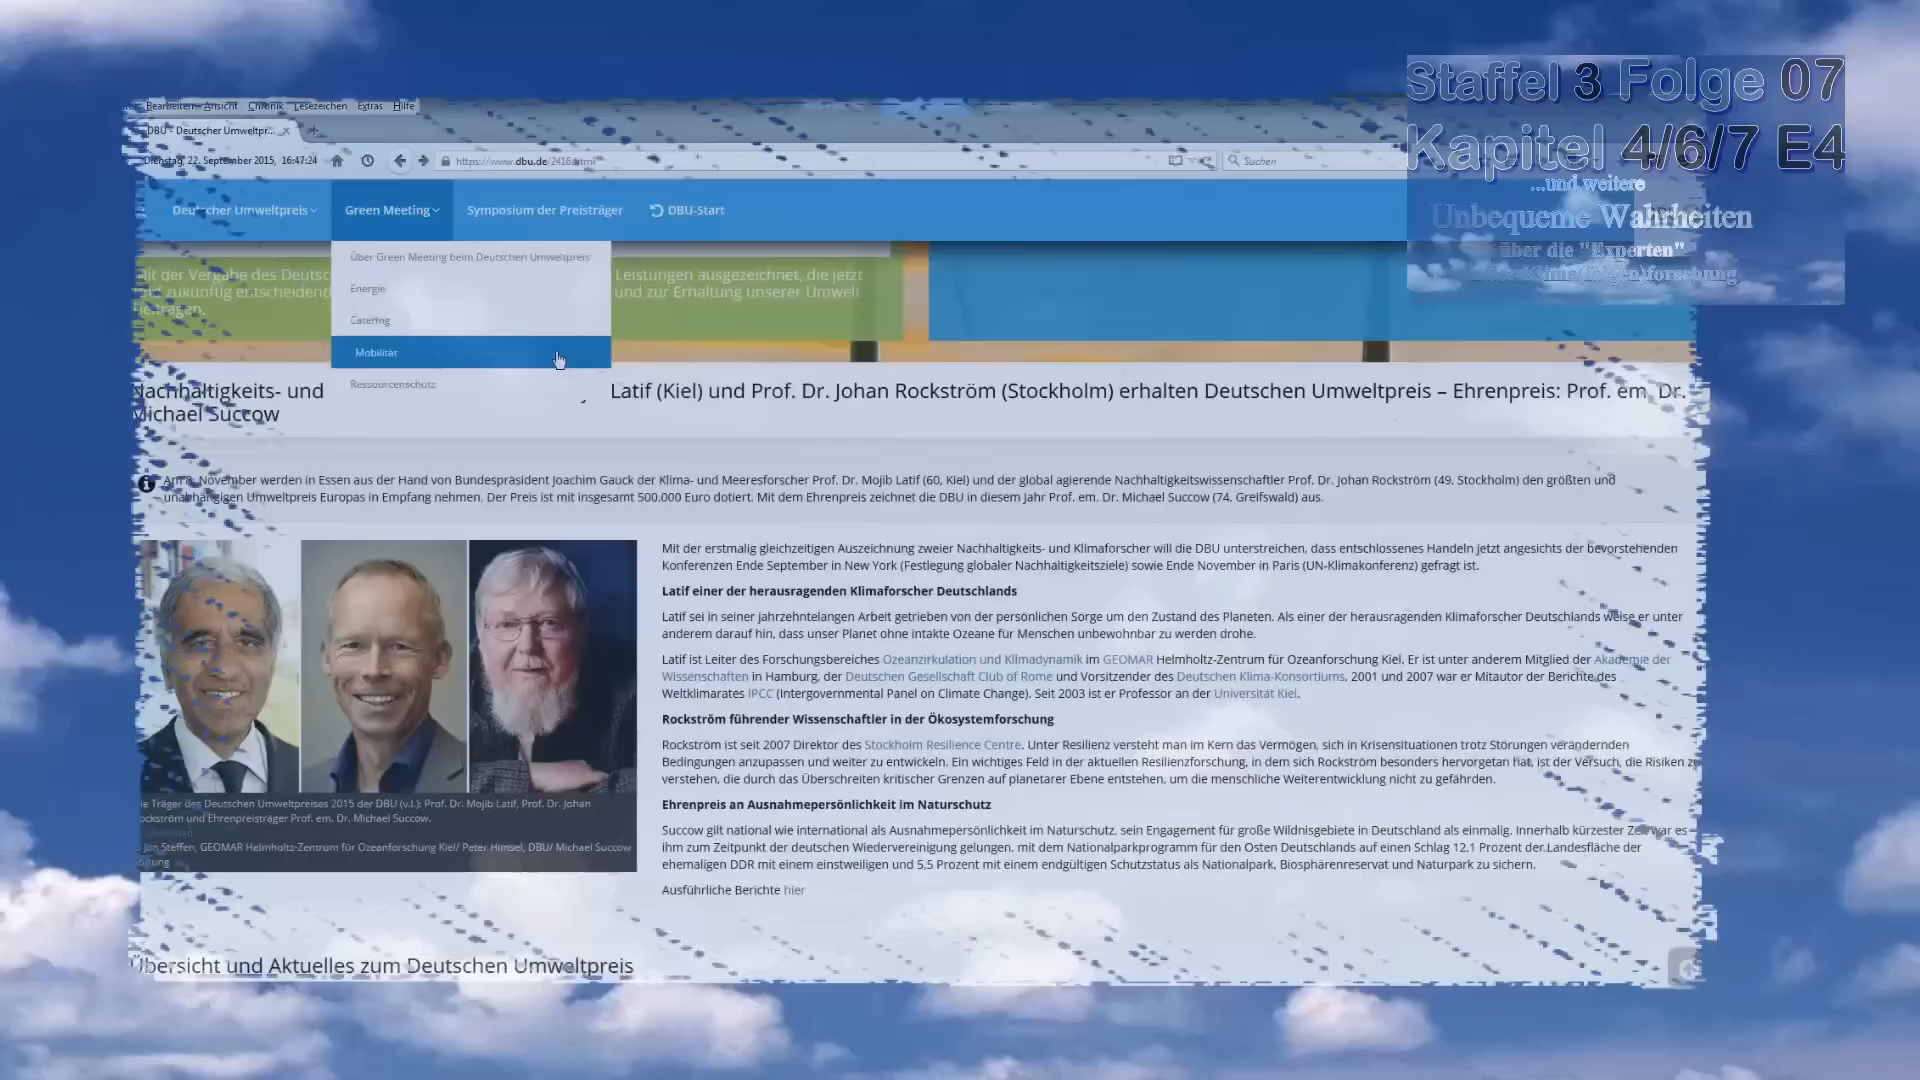 Staffel 3 Folge 07
Kapitel 4/6/7 E4
...und weitere
Unbequeme Wahrheiten
über die "Experten"
Klima(folgen)forschung
Bearbeiten Ansicht Chronik Lesezeichen Extras Hilfe
DBU - Deutscher Umweltpr...
Dienstag, 22. September 2015, 16:47:24
https://www.dbu.de/2418.html
Suchen
Deutscher Umweltpreis
Green Meeting
Symposium der Preisträger
DBU-Start
Über Green Meeting beim Deutschen Umweltpreis
Energie
Catering
Mobilität
Ressourcenschutz
mit der Vergabe des Deutsc
Leistungen ausgezeichnet, die jetzt
zukünftig entscheidend
und zur Erhaltung unserer Umwelt
beitragen.
Nachhaltigkeits- und
Latif (Kiel) und Prof. Dr. Johan Rockström (Stockholm) erhalten Deutschen Umweltpreis – Ehrenpreis: Prof. em. Dr.
Michael Succow
Am 8. November werden in Essen aus der Hand von Bundespräsident Joachim Gauck der Klima- und Meeresforscher Prof. Dr. Mojib Latif (60, Kiel) und der global agierende Nachhaltigkeitswissenschaftler Prof. Dr. Johan Rockström (49, Stockholm) den größten und
unabhängigen Umweltpreis Europas in Empfang nehmen. Der Preis ist mit insgesamt 500.000 Euro dotiert. Mit dem Ehrenpreis zeichnet die DBU in diesem Jahr Prof. em. Dr. Michael Succow (74, Greifswald) aus.
Mit der erstmalig gleichzeitigen Auszeichnung zweier Nachhaltigkeits- und Klimaforscher will die DBU unterstreichen, dass entschlossenes Handeln jetzt angesichts der bevorstehenden
Konferenzen Ende September in New York (Festlegung globaler Nachhaltigkeitsziele) sowie Ende November in Paris (UN-Klimakonferenz) gefragt ist.
Latif einer der herausragenden Klimaforscher Deutschlands
Latif sei in seiner jahrzehntelangen Arbeit getrieben von der persönlichen Sorge um den Zustand des Planeten. Als einer der herausragenden Klimaforscher Deutschlands weise er unter
anderem darauf hin, dass unser Planet ohne intakte Ozeane für Menschen unbewohnbar zu werden drohe.
Latif ist Leiter des Forschungsbereiches Ozeanzirkulation und Klimadynamik im GEOMAR Helmholtz-Zentrum für Ozeanforschung Kiel. Er ist unter anderem Mitglied der Akademie der
Wissenschaften in Hamburg, der Deutschen Gesellschaft Club of Rome und Vorsitzender des Deutschen Klima-Konsortiums. 2001 und 2007 war er Mitautor der Berichte des
Weltklimarates IPCC (Intergovernmental Panel on Climate Change). Seit 2003 ist er Professor an der Universität Kiel.
Rockström führender Wissenschaftler in der Ökosystemforschung
Rockström ist seit 2007 Direktor des Stockholm Resilience Centre. Unter Resilienz versteht man im Kern das Vermögen, sich in Krisensituationen trotz Störungen verändernden
Bedingungen anzupassen und weiter zu entwickeln. Ein wichtiges Feld in der aktuellen Resilienzforschung, in dem sich Rockström besonders hervorgetan hat, ist der Versuch, die Risiken zu
verstehen, die durch das Überschreiten kritischer Grenzen auf planetarer Ebene entstehen, um die menschliche Weiterentwicklung nicht zu gefährden.
Ehrenpreis an Ausnahmepersönlichkeit im Naturschutz
Succow gilt national wie international als Ausnahmepersönlichkeit im Naturschutz, sein Engagement für große Wildnisgebiete in Deutschland als einmalig. Innerhalb kürzester Zeit war es
ihm zum Zeitpunkt der deutschen Wiedervereinigung gelungen, mit dem Nationalparkprogramm für den Osten Deutschlands auf einen Schlag 12,1 Prozent der Landesfläche der
ehemaligen DDR mit einem einstweiligen und 5,5 Prozent mit einem endgültigen Schutzstatus als Nationalpark, Biosphärenreservat und Naturpark zu sichern.
Ausführliche Berichte hier
ie Träger des Deutschen Umweltpreises 2015 der DBU (v.l.): Prof. Dr. Mojib Latif, Prof. Dr. Johan
ockström und Ehrenpreisträger Prof. em. Dr. Michael Succow.
Jan Steffen, GEOMAR Helmholtz-Zentrum für Ozeanforschung Kiel/ Peter Himsel, DBU/ Michael Succow
Stiftung
Übersicht und Aktuelles zum Deutschen Umweltpreis